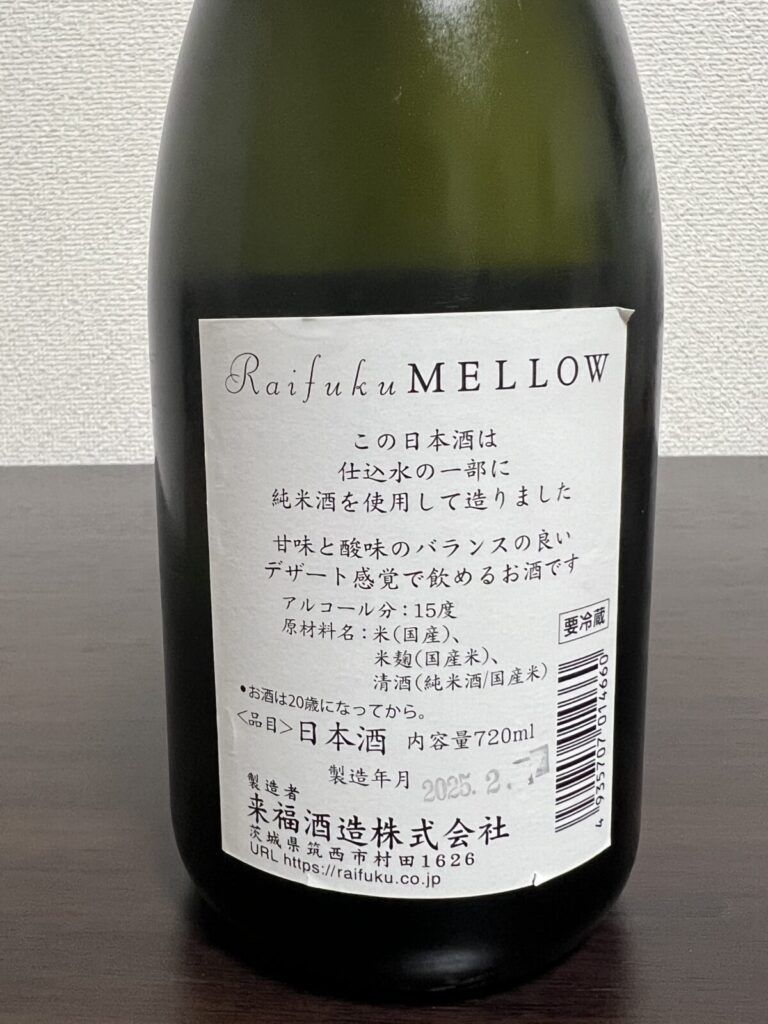 Raifuku MELLOW
この日本酒は
仕込水の一部に
純米酒を使用して造りました
甘味と酸味のバランスの良い
デザート感覚で飲めるお酒です
アルコール分：15度
原材料名：米(国産)、
米麹(国産米)、
清酒(純米酒/国産米)
要冷蔵
•お酒は20歳になってから。
<品目>日本酒 内容量720ml
製造年月 2025.2.
製造者
来福酒造株式会社
茨城県筑西市村田1626
URL https://raifuku.co.jp
4935707014660